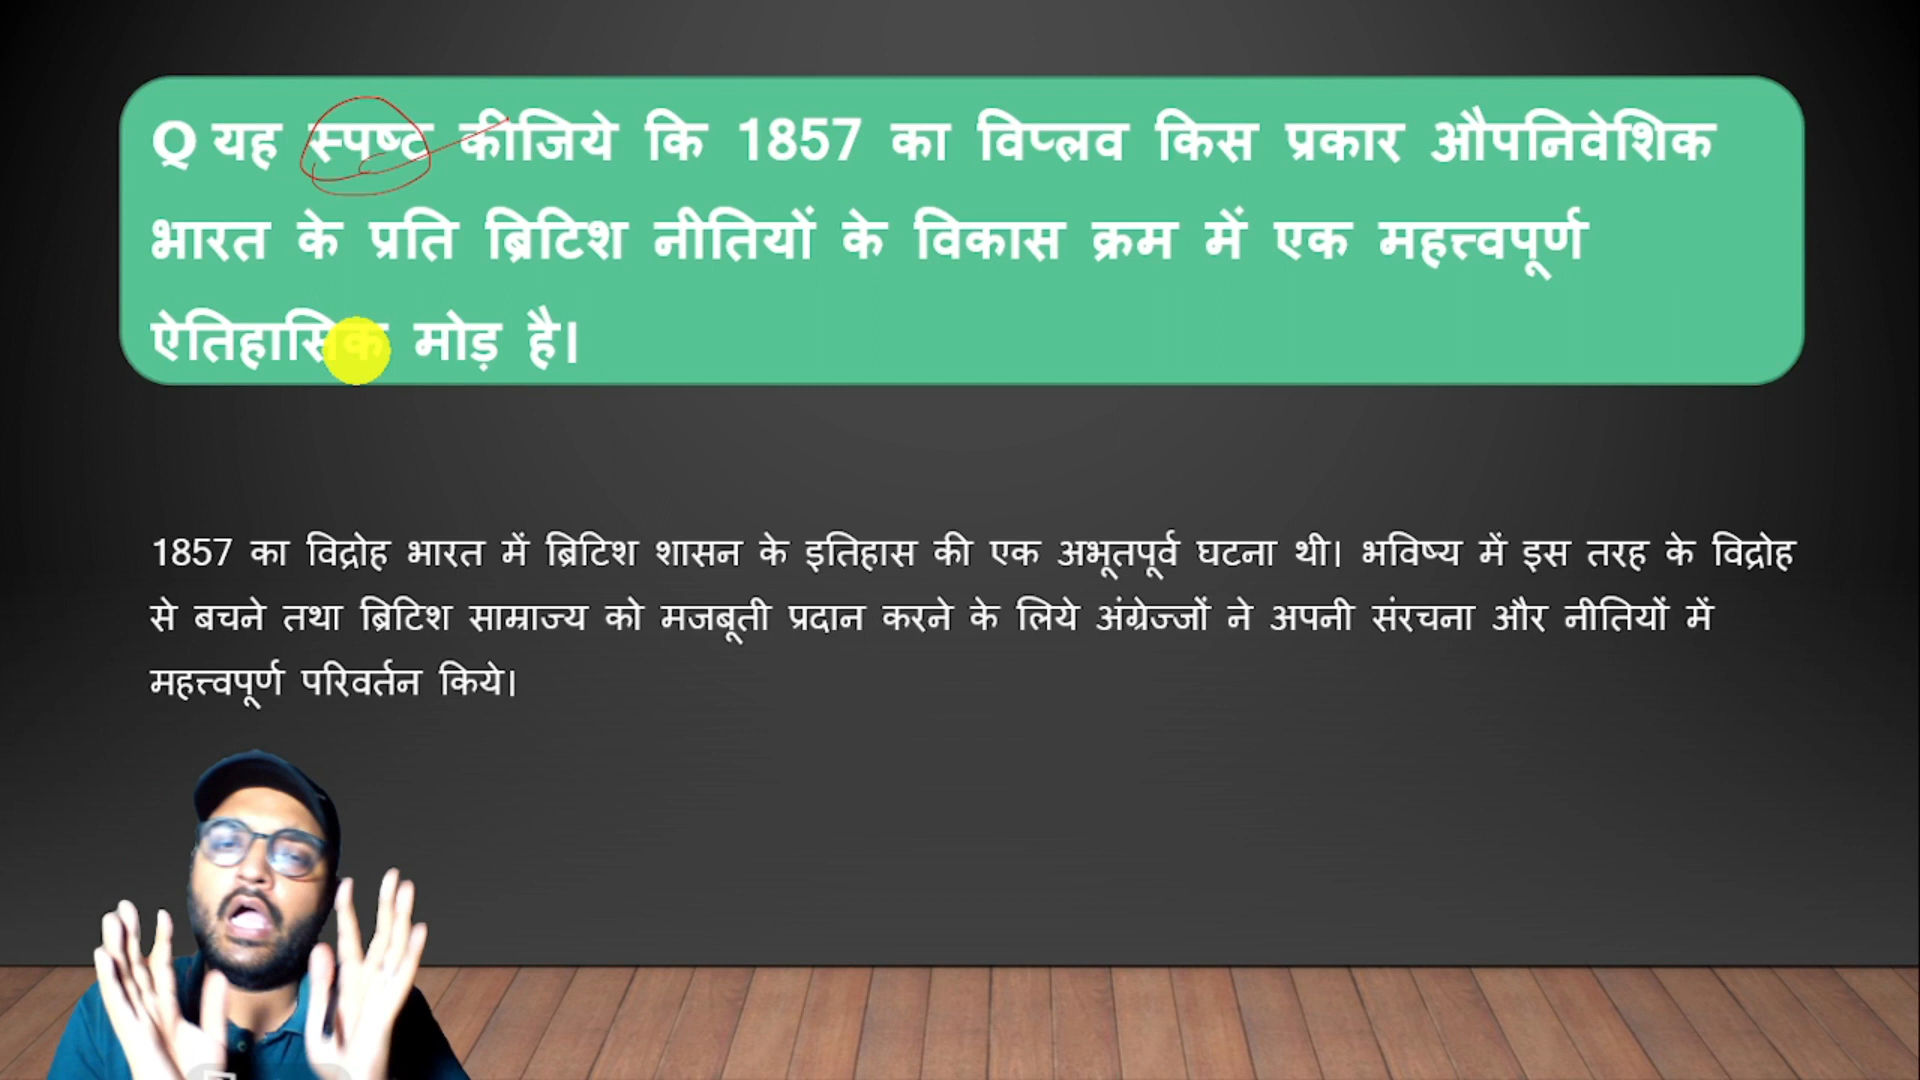 Q यह स्पष्ट कीजिये कि 1857 का विप्लव किस प्रकार औपनिवेशिक
भारत के प्रति ब्रिटिश नीतियों के विकास क्रम में एक महत्त्वपूर्ण
ऐतिहासिक मोड़ है।
1857 का विद्रोह भारत में ब्रिटिश शासन के इतिहास की एक अभूतपूर्व घटना थी। भविष्य में इस तरह के विद्रोह
से बचने तथा ब्रिटिश साम्राज्य को मजबूती प्रदान करने के लिये अंग्रेज्जों ने अपनी संरचना और नीतियों में
महत्त्वपूर्ण परिवर्तन किये।